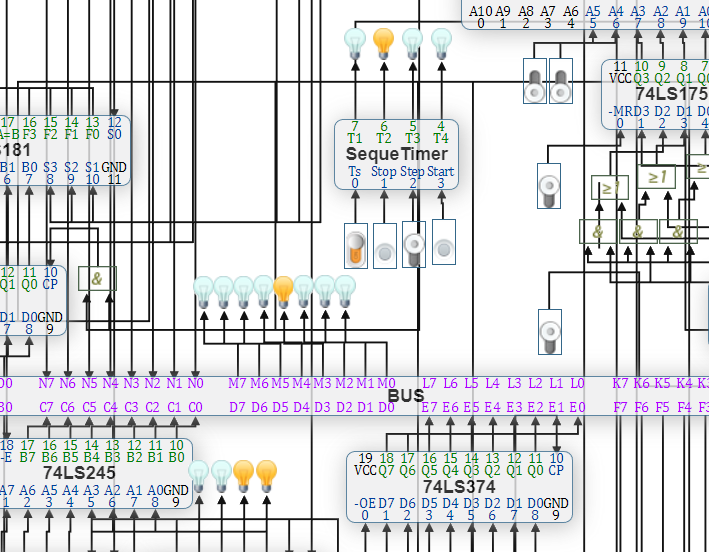 A10 A9 A8 A7 A6 A5 A6 A7 A8 A9
0 1 2 3 4 5 6 7 8 9
11 10 9 8 7
VCC Q3 Q2 Q1 Q0
74LS175
-MR D3 D2 D1 D0
0 1 2 3 4
17 16 15 14 13 12
A=B F3 F2 F1 F0 S0
181
B1 B0 S3 S2 S1 GND
6 7 8 9 10 11
7 6 5 4
T1 T2 T3 T4
SequeTimer
Ts Stop Step Start
0 1 2 3
≥1 ≥1
& & &
12 11 10
Q1 Q0 CP
D1 D0 GND
7 8 9
&
N7 N6 N5 N4 N3 N2 N1 N0 M7 M6 M5 M4 M3 M2 M1 M0 L7 L6 L5 L4 L3 L2 L1 L0 K7 K6 K5 K4
BUS
C7 C6 C5 C4 C3 C2 C1 C0 D7 D6 D5 D4 D3 D2 D1 D0 E7 E6 E5 E4 E3 E2 E1 E0 F7 F6 F5 F4
18 17 16 15 14 13 12 11 10
-E B7 B6 B5 B4 B3 B2 B1 B0
74LS245
A7 A6 A5 A4 A3 A2 A1 A0 GND
1 2 3 4 5 6 7 8 9
19 18 17 16 15 14 13 12 11 10
VCC Q7 Q6 Q5 Q4 Q3 Q2 Q1 Q0 CP
74LS374
-OE D7 D6 D5 D4 D3 D2 D1 D0 GND
0 1 2 3 4 5 6 7 8 9